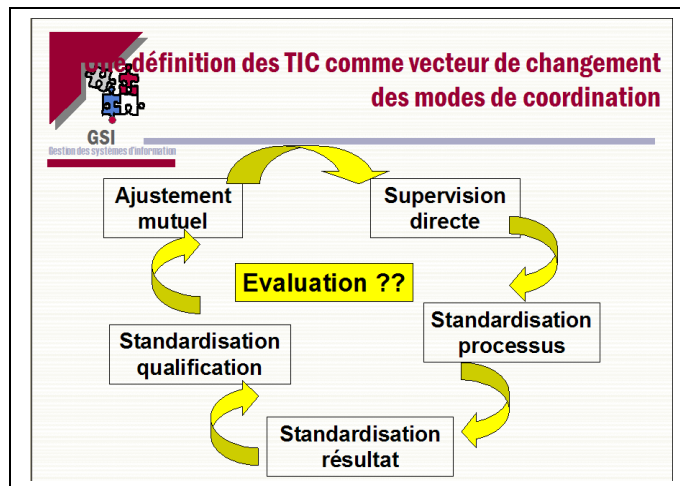 définition des TIC comme vecteur de changement
des modes de coordination
GSI
Gestion des systèmes d'information
Ajustement
mutuel
Supervision
directe
Evaluation ??
Standardisation
processus
Standardisation
qualification
Standardisation
résultat